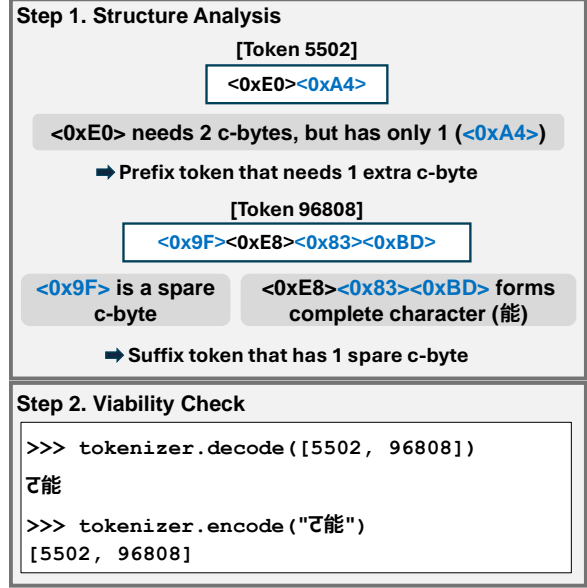 Step 1. Structure Analysis
[Token 5502]
<0xE0><0xA4>
<0xE0> needs 2 c-bytes, but has only 1 (<0xA4>)
➡ Prefix token that needs 1 extra c-byte
[Token 96808]
<0x9F><0xE8><0x83><0xBD>
<0x9F> is a spare
c-byte
<0xE8><0x83><0xBD> forms
complete character (能)
➡ Suffix token that has 1 spare c-byte
Step 2. Viability Check
>>> tokenizer.decode([5502, 96808])
ट能
>>> tokenizer.encode("ट能")
[5502, 96808]